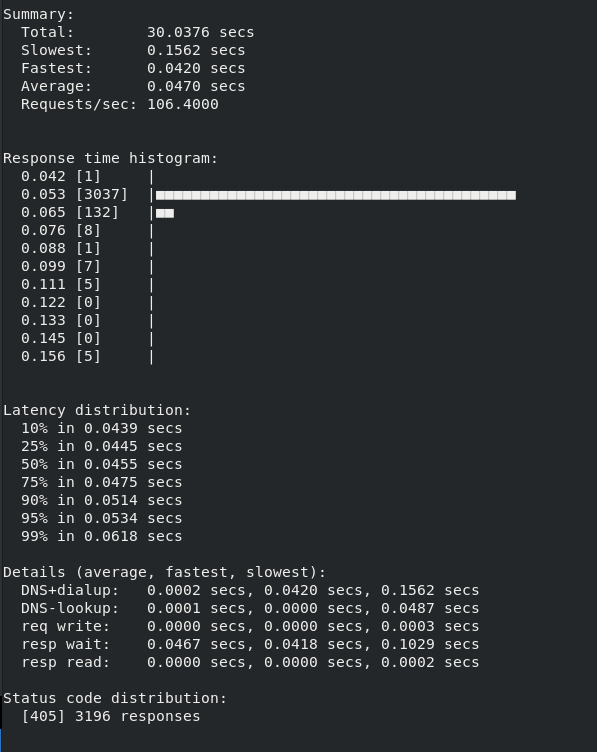 Summary:
  Total:        30.0376 secs
  Slowest:      0.1562 secs
  Fastest:      0.0420 secs
  Average:      0.0470 secs
  Requests/sec: 106.4000
Response time histogram:
  0.042 [1]     |
  0.053 [3037]  |■■■■■■■■■■■■■■■■■■■■■■■■■■■■■■■■■■■■■■■■
  0.065 [132]   |■■
  0.076 [8]     |
  0.088 [1]     |
  0.099 [7]     |
  0.111 [5]     |
  0.122 [0]     |
  0.133 [0]     |
  0.145 [0]     |
  0.156 [5]     |
Latency distribution:
  10% in 0.0439 secs
  25% in 0.0445 secs
  50% in 0.0455 secs
  75% in 0.0475 secs
  90% in 0.0514 secs
  95% in 0.0534 secs
  99% in 0.0618 secs
Details (average, fastest, slowest):
  DNS+dialup:   0.0002 secs, 0.0420 secs, 0.1562 secs
  DNS-lookup:   0.0001 secs, 0.0000 secs, 0.0487 secs
  req write:    0.0000 secs, 0.0000 secs, 0.0003 secs
  resp wait:    0.0467 secs, 0.0418 secs, 0.1029 secs
  resp read:    0.0000 secs, 0.0000 secs, 0.0002 secs
Status code distribution:
  [405] 3196 responses